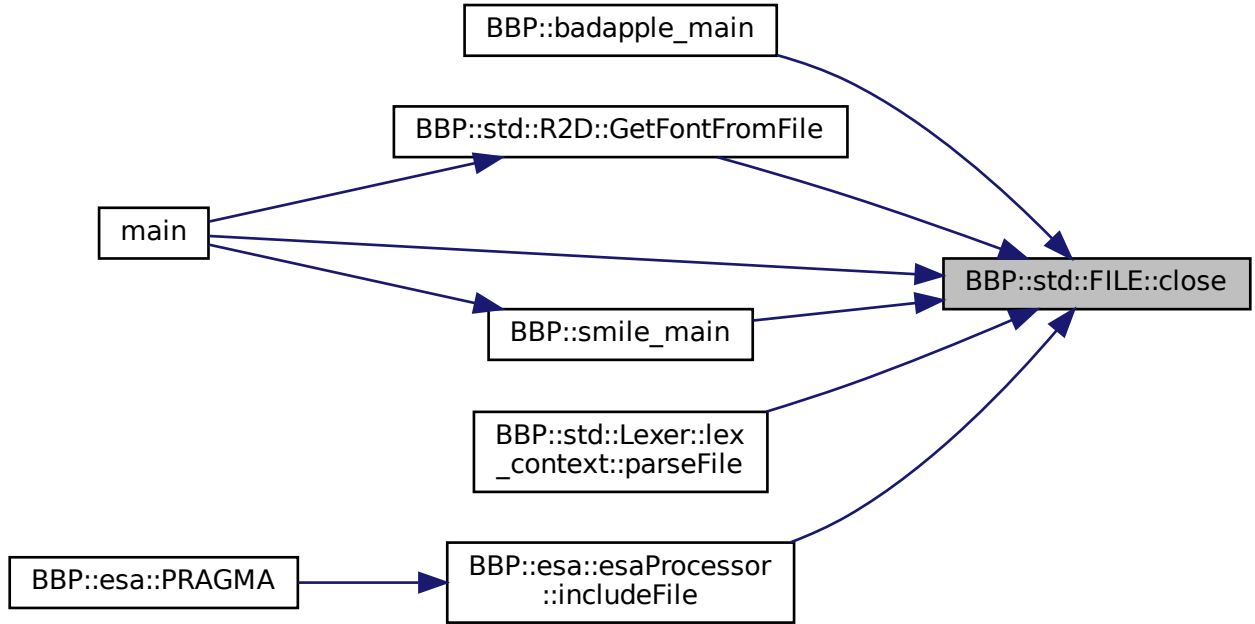 BBP::badapple_main
BBP::std::R2D::GetFontFromFile
main
BBP::std::FILE::close
BBP::smile_main
BBP::std::Lexer::lex
_context::parseFile
BBP::esa::PRAGMA
BBP::esa::esaProcessor
::includeFile